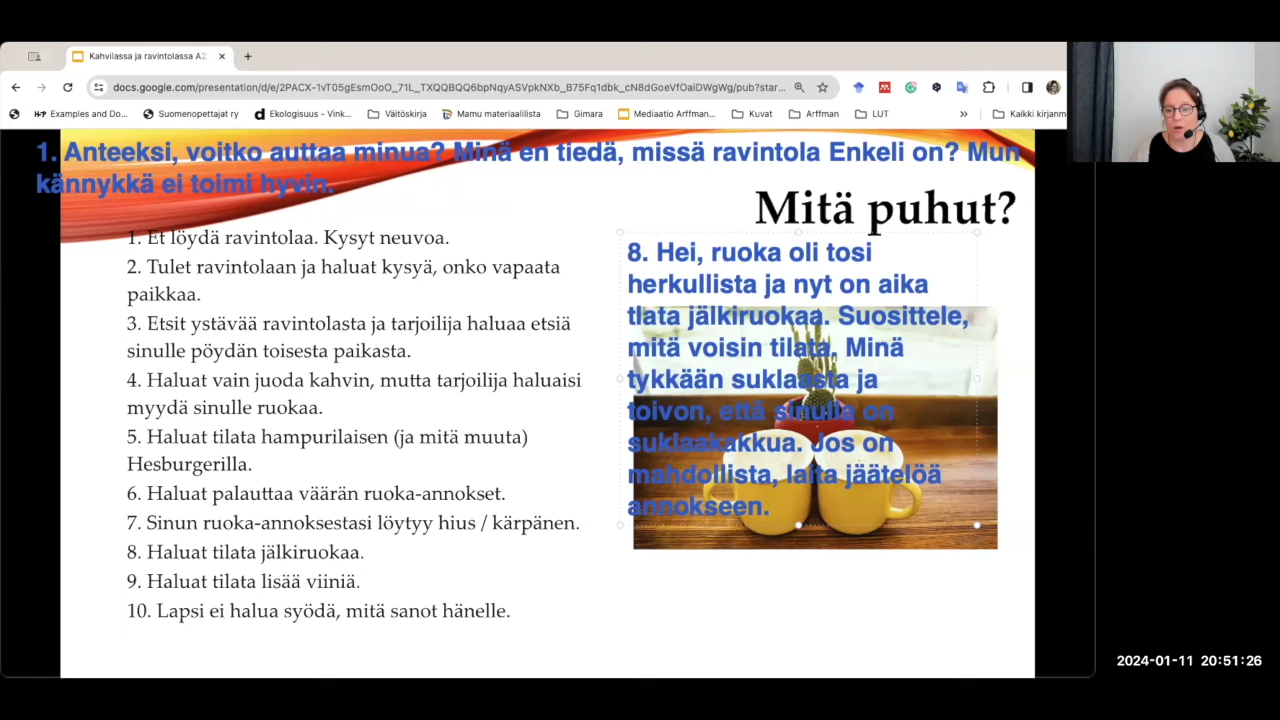 Kahvilassa ja ravintolassa A2
docs.google.com/presentation/d/e/2PACX-1vT05gEsmOoO_71L_TXQQBQQ6bpNqyASVpkNXb_B75Fq1dbk_cN8dGoeVfOaiDWgWg/pub?star...
Examples and Do... Suomenopettajat ry Ekologisuus - Vink... Väitöskirja Mamu materiaalilista Gimara Mediaatio Arffman... Kuvat Arffman LUT » Kaikki kirjanm
1. Anteeksi, voitko auttaa minua? Minä en tiedä, missä ravintola Enkeli on? Mun
kännykkä ei toimi hyvin.
Mitä puhut?
1. Et löydä ravintolaa. Kysyt neuvoa.
2. Tulet ravintolaan ja haluat kysyä, onko vapaata
paikkaa.
3. Etsit ystävää ravintolasta ja tarjoilija haluaa etsiä
sinulle pöydän toisesta paikasta.
4. Haluat vain juoda kahvin, mutta tarjoilija haluaisi
myydä sinulle ruokaa.
5. Haluat tilata hampurilaisen (ja mitä muuta)
Hesburgerilla.
6. Haluat palauttaa väärän ruoka-annokset.
7. Sinun ruoka-annoksestasi löytyy hius / kärpänen.
8. Haluat tilata jälkiruokaa.
9. Haluat tilata lisää viiniä.
10. Lapsi ei halua syödä, mitä sanot hänelle.
8. Hei, ruoka oli tosi
herkullista ja nyt on aika
tlata jälkiruokaa. Suosittele,
mitä voisin tilata. Minä
tykkään suklaasta ja
toivon, että sinulla on
suklaakakkua. Jos on
mahdollista, laita jäätelöä
annokseen.
2024-01-11 20:51:26